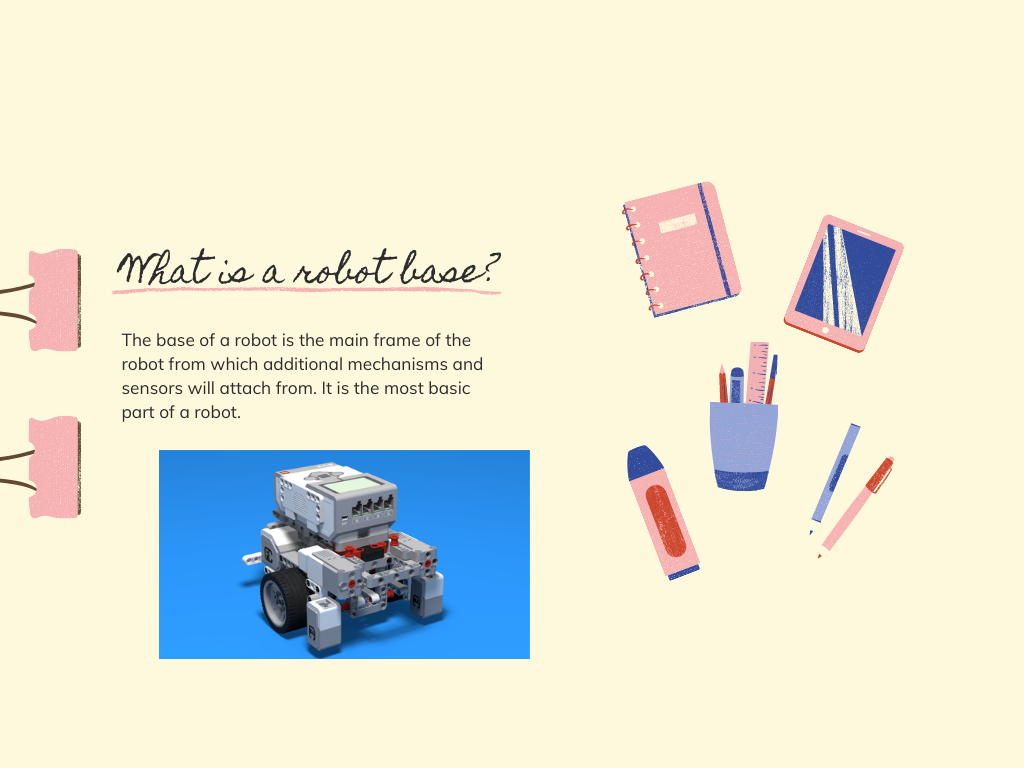 What is a robot base?
The base of a robot is the main frame of the
robot from which additional mechanisms and
sensors will attach from. It is the most basic
part of a robot.